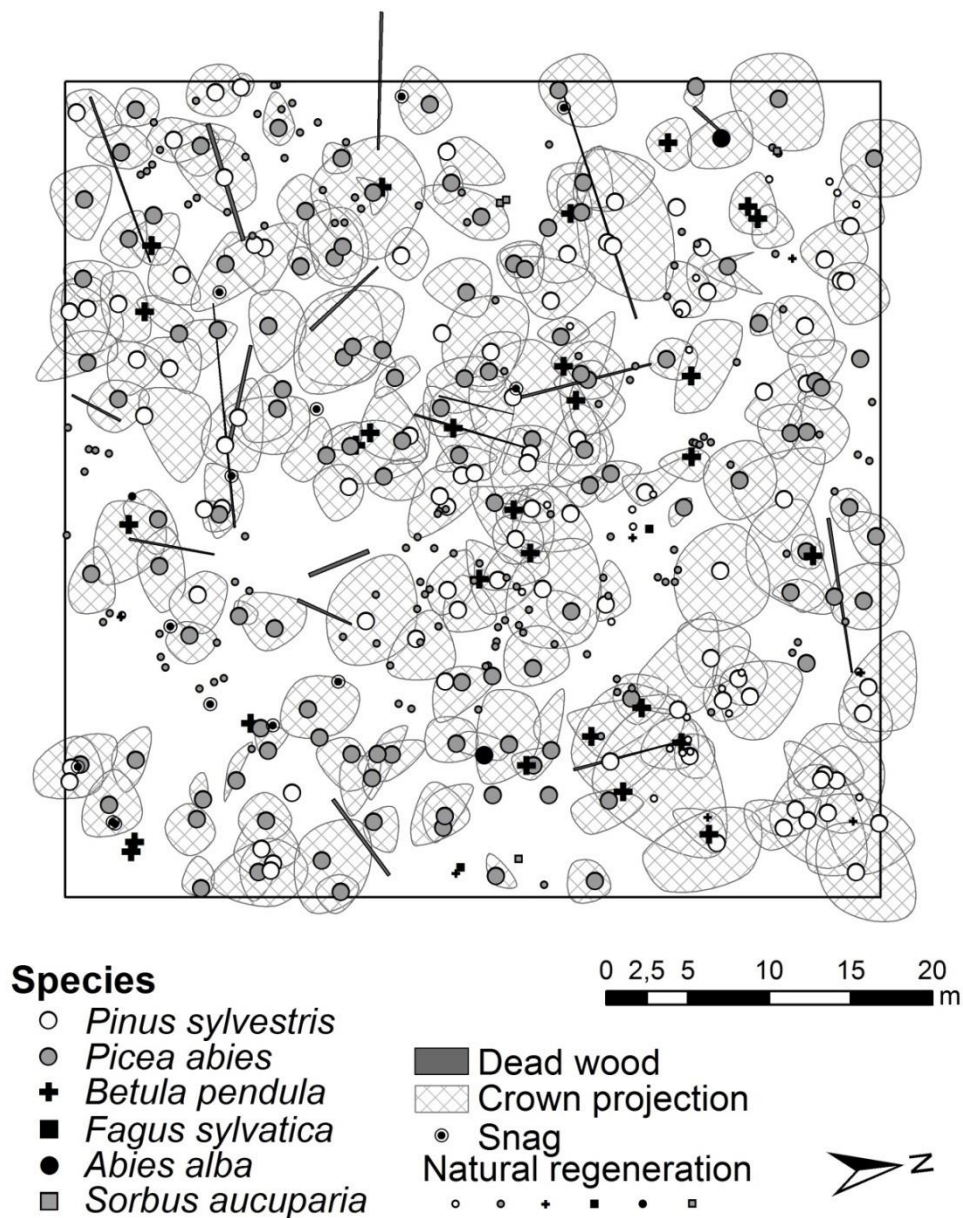 Species
Pinus sylvestris
Picea abies
Betula pendula
Fagus sylvatica
Abies alba
Sorbus aucuparia
0 2,5 5 10 15 20
m
Dead wood
Crown projection
Snag
Natural regeneration
N